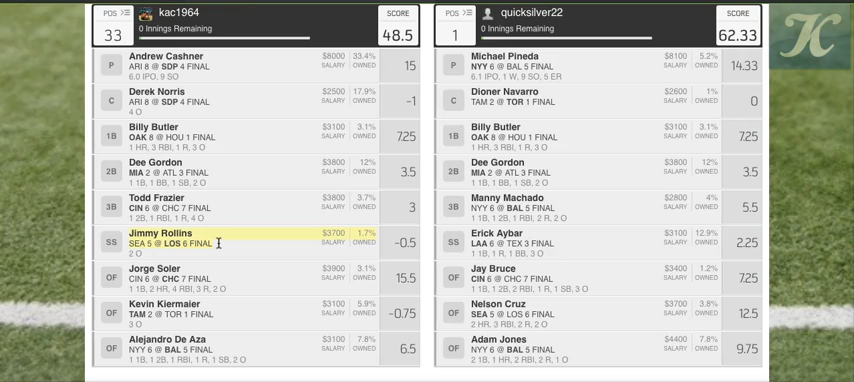 POS kac1964 SCORE
33 0 Innings Remaining 48.5
P Andrew Cashner $8000 33.4% 15
ARI 8 @ SDP 4 FINAL SALARY OWNED
6.0 IPO, 9 SO
C Derek Norris $2500 17.9% -1
ARI 8 @ SDP 4 FINAL SALARY OWNED
4 O
1B Billy Butler $3100 3.1% 7.25
OAK 8 @ HOU 1 FINAL SALARY OWNED
1 HR, 3 RBI, 1 R, 3 O
2B Dee Gordon $3800 12% 3.5
MIA 2 @ ATL 3 FINAL SALARY OWNED
1 1B, 1 BB, 1 SB, 2 O
3B Todd Frazier $3800 3.7% 3
CIN 6 @ CHC 7 FINAL SALARY OWNED
1 2B, 1 RBI, 1 R, 4 O
SS Jimmy Rollins $3700 1.7% -0.5
SEA 5 @ LOS 6 FINAL SALARY OWNED
2 O
OF Jorge Soler $3900 3.1% 15.5
CIN 6 @ CHC 7 FINAL SALARY OWNED
1 1B, 2 HR, 4 RBI, 3 R, 2 O
OF Kevin Kiermaier $3100 5.9% -0.75
TAM 2 @ TOR 1 FINAL SALARY OWNED
3 O
OF Alejandro De Aza $3100 7.8% 6.5
NYY 6 @ BAL 5 FINAL SALARY OWNED
1 1B, 1 2B, 1 RBI, 1 R, 1 SB, 2 O
POS quicksilver22 SCORE
1 0 Innings Remaining 62.33
P Michael Pineda $8100 5.2% 14.33
NYY 6 @ BAL 5 FINAL SALARY OWNED
6.1 IPO, 1 W, 9 SO, 5 ER
C Dioner Navarro $2600 1% 0
TAM 2 @ TOR 1 FINAL SALARY OWNED
1B Billy Butler $3100 3.1% 7.25
OAK 8 @ HOU 1 FINAL SALARY OWNED
1 HR, 3 RBI, 1 R, 3 O
2B Dee Gordon $3800 12% 3.5
MIA 2 @ ATL 3 FINAL SALARY OWNED
1 1B, 1 BB, 1 SB, 2 O
3B Manny Machado $2800 4% 5.5
NYY 6 @ BAL 5 FINAL SALARY OWNED
1 1B, 1 2B, 1 RBI, 2 R, 2 O
SS Erick Aybar $3100 12.9% 2.25
LAA 6 @ TEX 3 FINAL SALARY OWNED
1 1B, 1 R, 1 BB, 3 O
OF Jay Bruce $3400 1.2% 7.25
CIN 6 @ CHC 7 FINAL SALARY OWNED
1 1B, 1 2B, 2 RBI, 1 R, 1 SB, 3 O
OF Nelson Cruz $3700 3.8% 12.5
SEA 5 @ LOS 6 FINAL SALARY OWNED
2 HR, 3 RBI, 2 R, 2 O
OF Adam Jones $4400 7.8% 9.75
NYY 6 @ BAL 5 FINAL SALARY OWNED
2 1B, 1 HR, 2 RBI, 1 R, 1 O
K